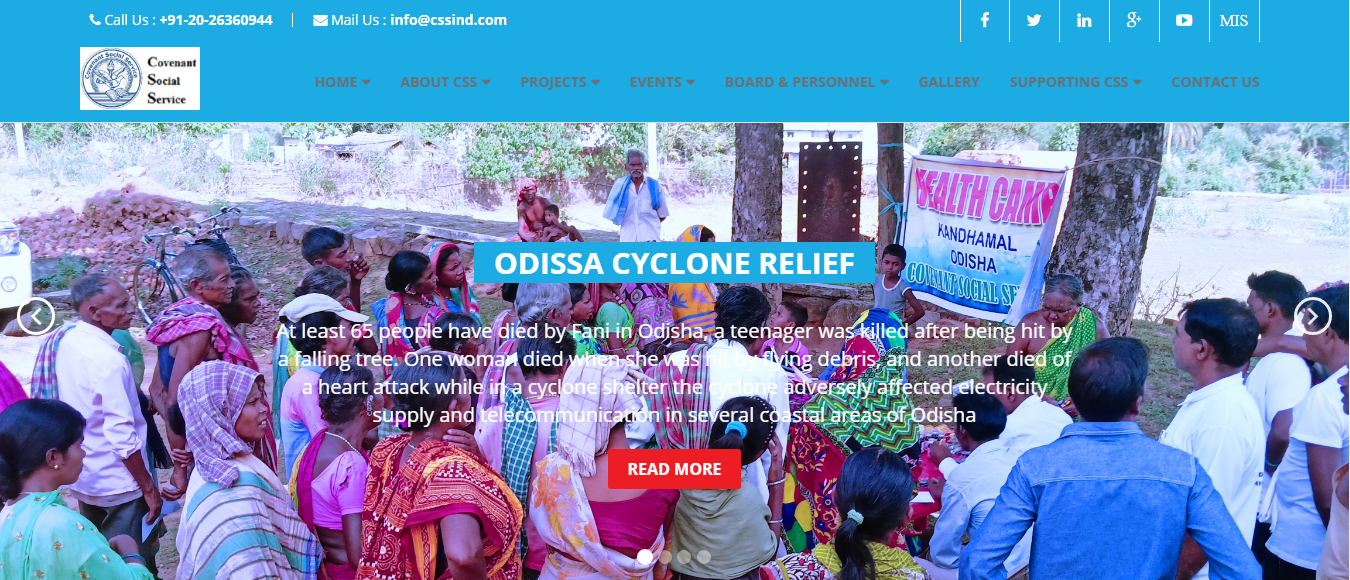 Call Us : +91-20-26360944
Mail Us : info@cssind.com
MIS
Covenant Social Service
Covenant
Social
Service
HOME
ABOUT CSS
PROJECTS
EVENTS
BOARD & PERSONNEL
GALLERY
SUPPORTING CSS
CONTACT US
HEALTH CAMP
KANDHAMAL
ODISHA
COVENANT SOCIAL SE
ODISSA CYCLONE RELIEF
At least 65 people have died by Fani in Odisha, a teenager was killed after being hit by
a falling tree. One woman died when she was hit by flying debris, and another died of
a heart attack while in a cyclone shelter the cyclone adversely affected electricity
supply and telecommunication in several coastal areas of Odisha
READ MORE